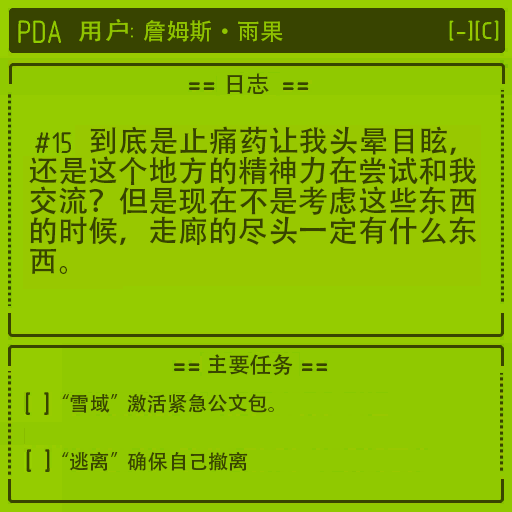 PDA 用户: 詹姆斯·雨果 [-][C]
== 日志 ==
#15 到底是止痛药让我头晕目眩,
还是这个地方的精神力在尝试和我
交流? 但是现在不是考虑这些东西
的时候, 走廊的尽头一定有什么东
西。
== 主要任务 ==
[ ] “雪域” 激活紧急公文包。
[ ] “逃离” 确保自己撤离